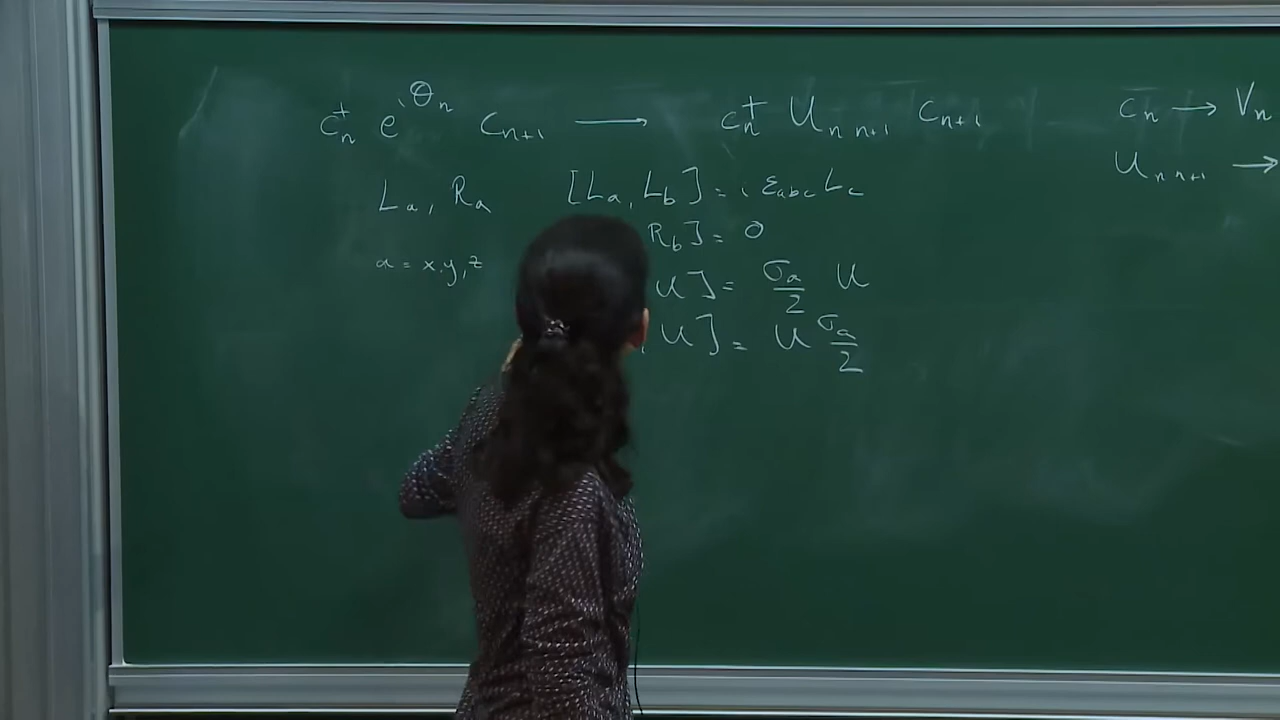 c_n^† e^{iθ_n} c_{n+1} ⟶ c_n^† U_{n n+1} c_{n+1}
c_n → V_n
U_{n n+1} →
L_a, R_a [L_a, L_b] = i ε_{abc} L_c
R_b] = 0
a = x, y, z
U] = σ_a/2 U
, U] = U σ_a/2